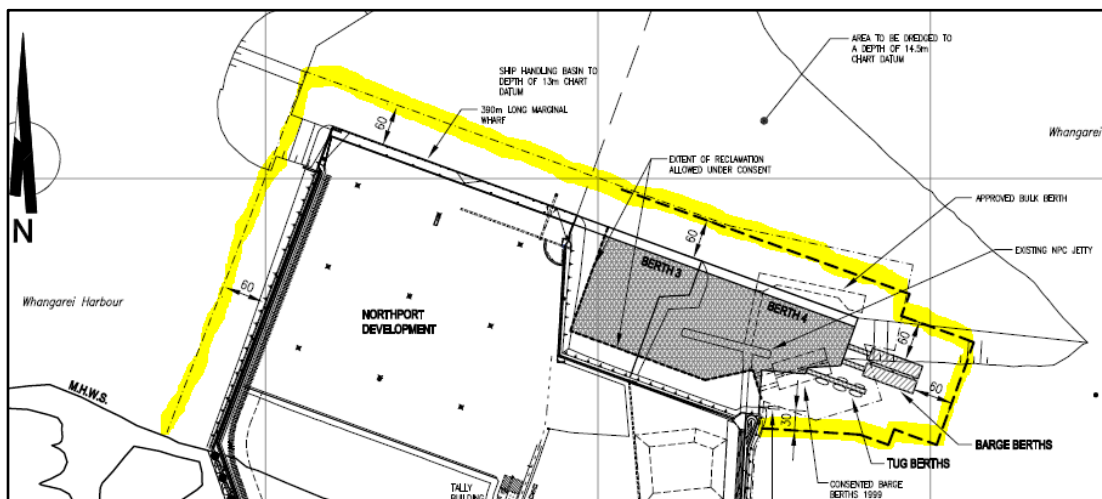 AREA TO BE DREDGED TO
A DEPTH OF 14.5m
CHART DATUM
SHIP HANDLING BASIN TO
DEPTH OF 13m CHART
DATUM
390m LONG MARGINAL
WHARF
60
Whangarei
EXTENT OF RECLAMATION
ALLOWED UNDER CONSENT
APPROVED BULK BERTH
N
60
EXISTING NPC JETTY
BERTH 3
60
Whangarei Harbour
NORTHPORT
DEVELOPMENT
BERTH 4
60
M.H.W.S.
60
30
BARGE BERTHS
TUG BERTHS
TALLY
BUILDING
CONSENTED BARGE
BERTHS 1999